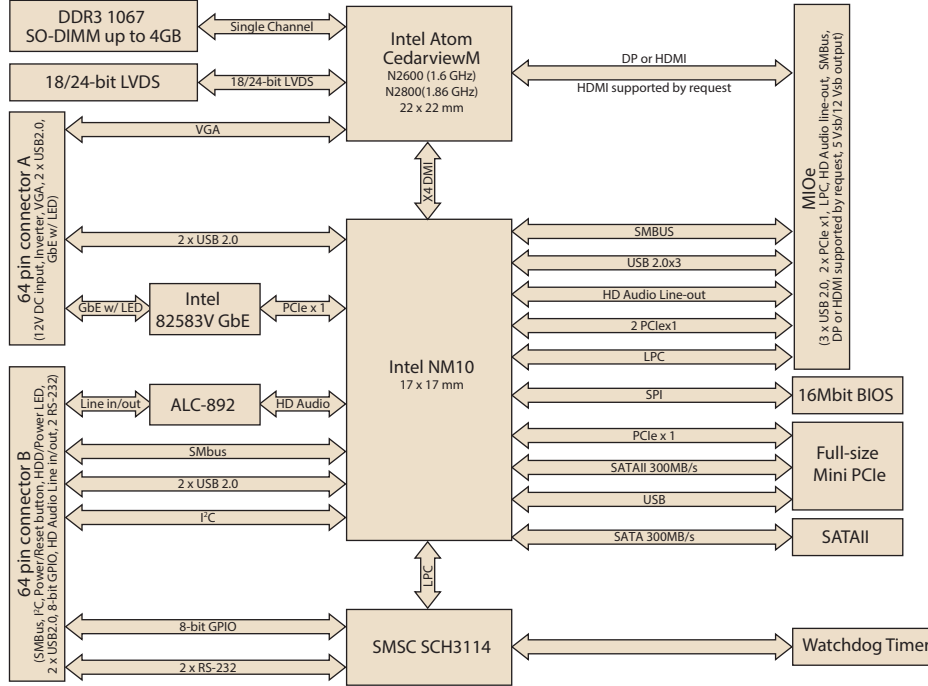 DDR3 1067
SO-DIMM up to 4GB
Single Channel
Intel Atom
CedarviewM
N2600 (1.6 GHz)
N2800(1.86 GHz)
22 x 22 mm
DP or HDMI
HDMI supported by request
18/24-bit LVDS
18/24-bit LVDS
VGA
64 pin connector A
(12V DC input, Inverter, VGA, 2 x USB2.0,
GbE w/ LED)
X4 DMI
MIOe
(3 x USB 2.0, 2 x PCIe x1, LPC, HD Audio line-out, SMBus,
DP or HDMI supported by request, 5 Vsb/12 Vsb output)
2 x USB 2.0
SMBUS
USB 2.0x3
GbE w/ LED
Intel
82583V GbE
PCIe x 1
HD Audio Line-out
2 PCIex1
LPC
Intel NM10
17 x 17 mm
64 pin connector B
(SMBus, I²C, Power/Reset button, HDD/Power LED,
2 x USB2.0, 8-bit GPIO, HD Audio Line in/out, 2 RS-232)
Line in/out
ALC-892
HD Audio
SPI
16Mbit BIOS
SMbus
PCIe x 1
Full-size
Mini PCIe
2 x USB 2.0
SATAII 300MB/s
I²C
USB
SATA 300MB/s
SATAII
LPC
8-bit GPIO
SMSC SCH3114
Watchdog Timer
2 x RS-232